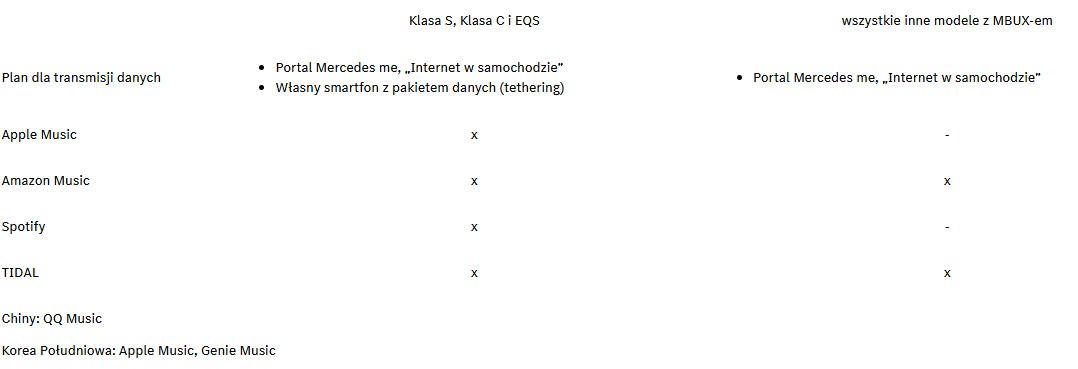 Klasa S, Klasa C i EQS wszystkie inne modele z MBUX-em
Plan dla transmisji danych
• Portal Mercedes me, „Internet w samochodzie”
• Własny smartfon z pakietem danych (tethering)
• Portal Mercedes me, „Internet w samochodzie”
Apple Music x -
Amazon Music x x
Spotify x -
TIDAL x x
Chiny: QQ Music
Korea Południowa: Apple Music, Genie Music